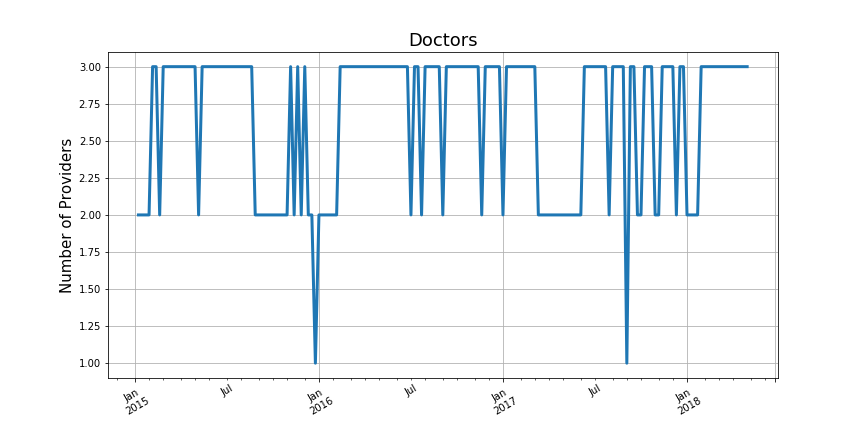 Doctors
Number of Providers
3.00
2.75
2.50
2.25
2.00
1.75
1.50
1.25
1.00
Jan
2015
Jul
Jan
2016
Jul
Jan
2017
Jul
Jan
2018